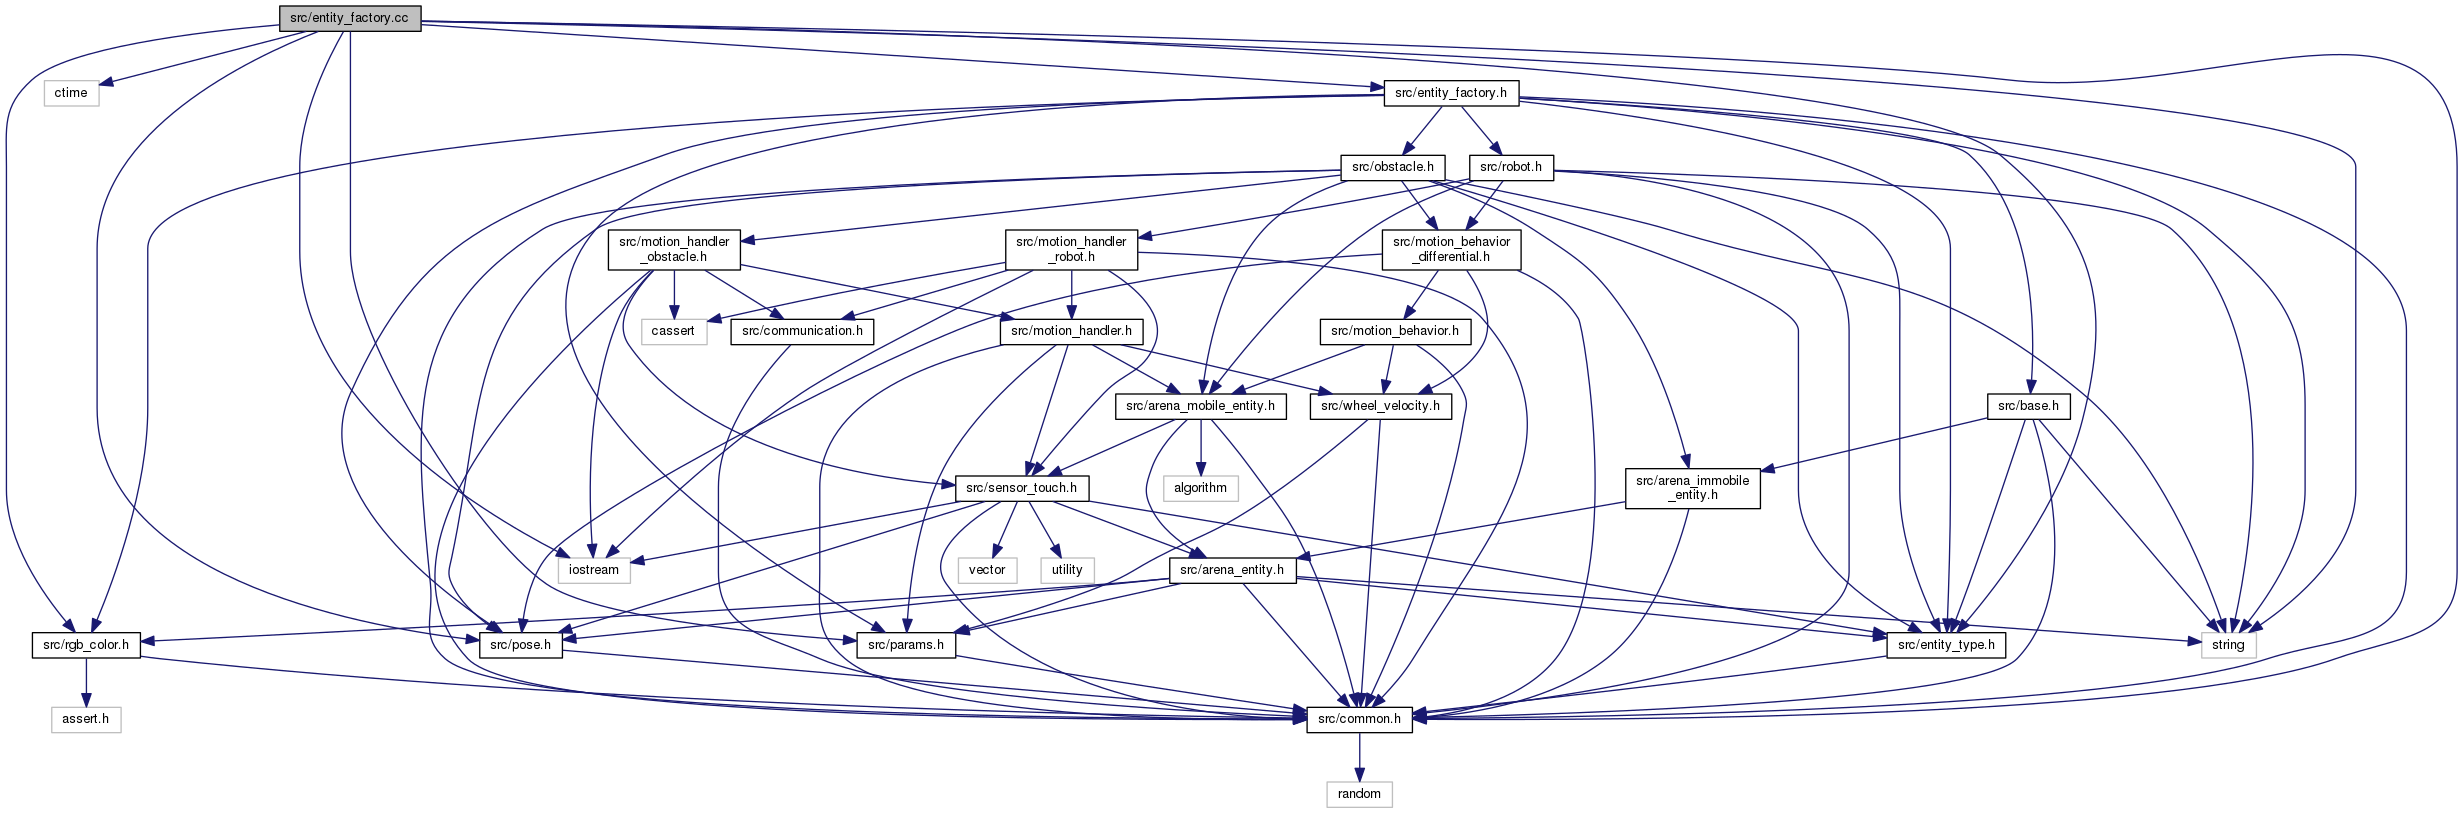 src/entity_factory.cc
ctime
src/entity_factory.h
src/obstacle.h
src/robot.h
src/motion_handler
_obstacle.h
src/motion_handler
_robot.h
src/motion_behavior
_differential.h
cassert
src/communication.h
src/motion_handler.h
src/motion_behavior.h
src/arena_mobile_entity.h
src/wheel_velocity.h
src/base.h
src/sensor_touch.h
algorithm
src/arena_immobile
_entity.h
iostream
vector
utility
src/arena_entity.h
src/rgb_color.h
src/pose.h
src/params.h
src/entity_type.h
string
assert.h
src/common.h
random